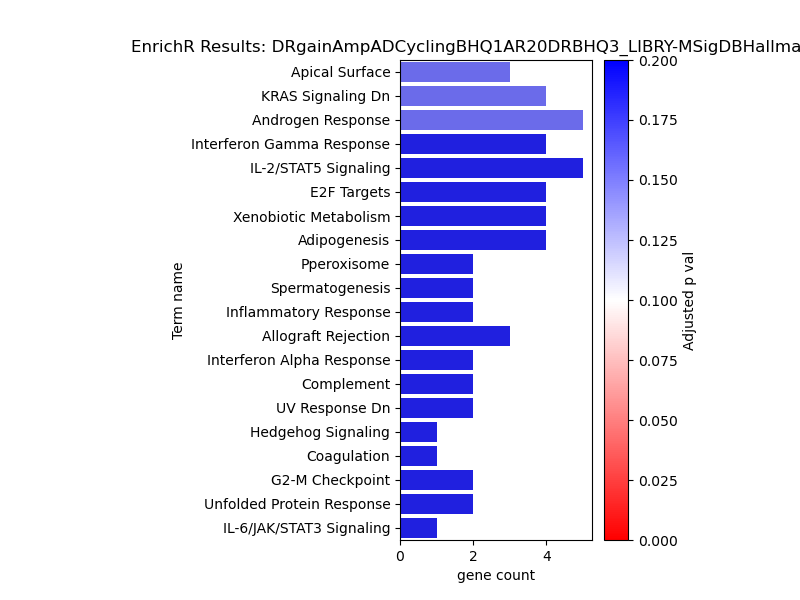 EnrichR Results: DRgainAmpADCyclingBHQ1AR20DRBHQ3_LIBRY-MSigDBHallma
Apical Surface
KRAS Signaling Dn
Androgen Response
Interferon Gamma Response
IL-2/STAT5 Signaling
E2F Targets
Xenobiotic Metabolism
Adipogenesis
Pperoxisome
Spermatogenesis
Inflammatory Response
Allograft Rejection
Interferon Alpha Response
Complement
UV Response Dn
Hedgehog Signaling
Coagulation
G2-M Checkpoint
Unfolded Protein Response
IL-6/JAK/STAT3 Signaling
Term name
0 2 4
gene count
0.200
0.175
0.150
0.125
0.100
0.075
0.050
0.025
0.000
Adjusted p val